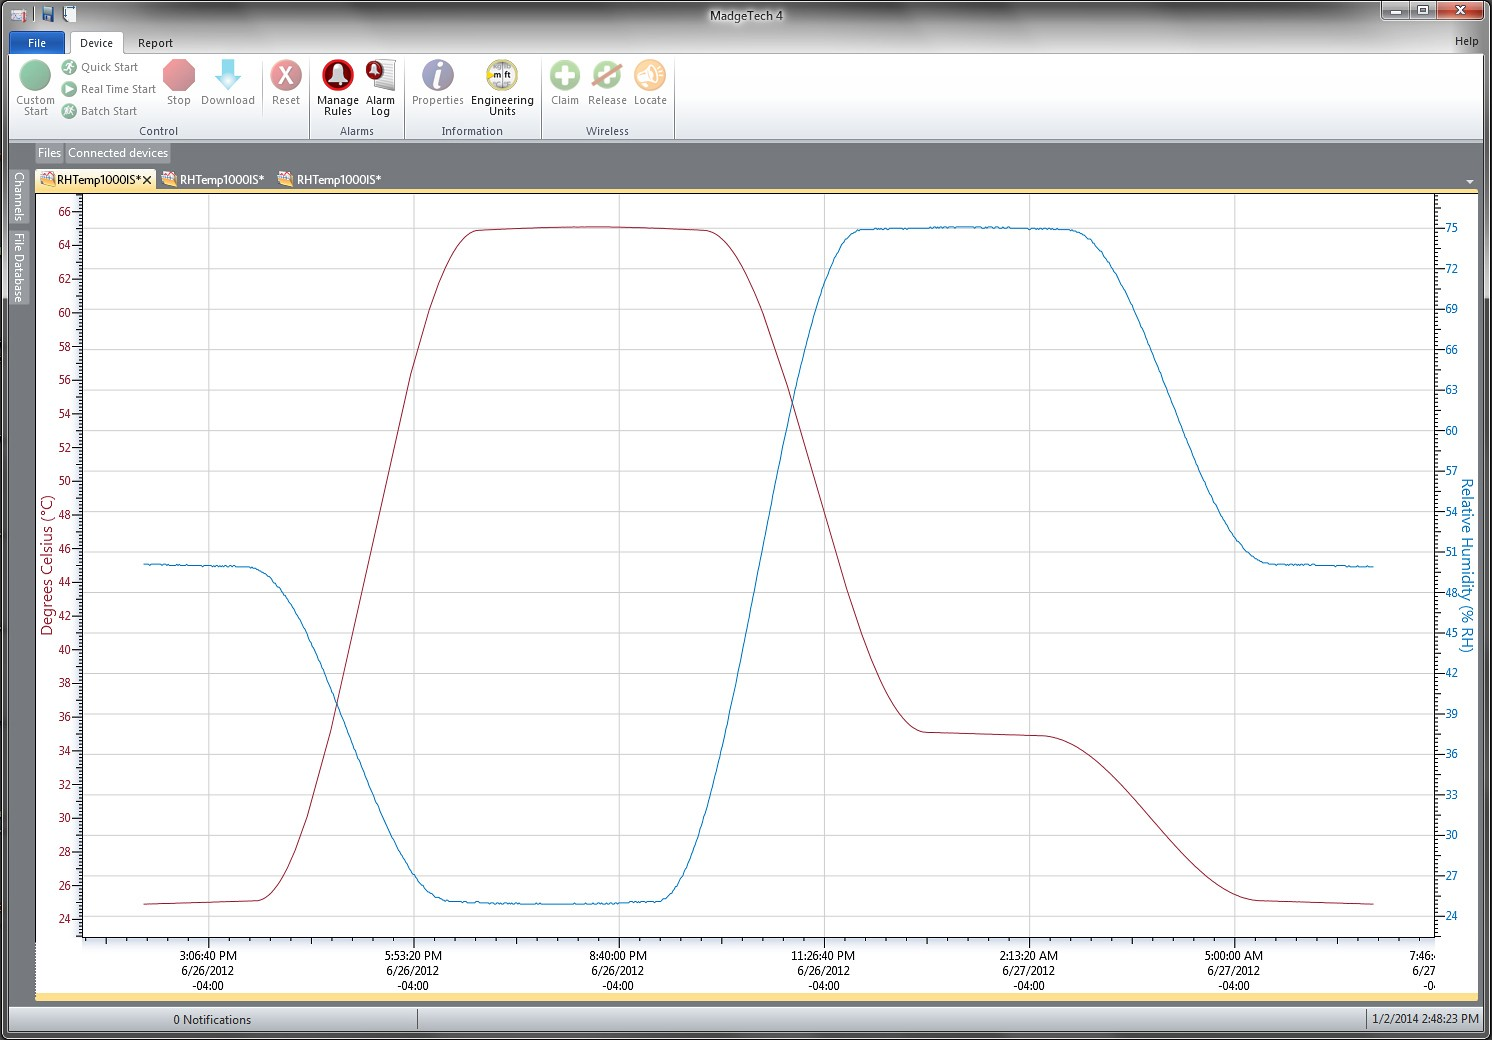 MadgeTech 4
File Device Report Help
Custom Start
Quick Start
Real Time Start
Batch Start
Stop
Download
Reset
Manage Rules
Alarm Log
Properties
Engineering Units
m ft
Claim
Release
Locate
Control
Alarms
Information
Wireless
Files Connected devices
RHTemp1000IS* RHTemp1000IS* RHTemp1000IS*
Channels
File Database
Degrees Celsius (°C)
66
64
62
60
58
56
54
52
50
48
46
44
42
40
38
36
34
32
30
28
26
24
75
72
69
66
63
60
57
54
51
48
45
42
39
36
33
30
27
24
Relative Humidity (% RH)
3:06:40 PM 5:53:20 PM 8:40:00 PM 11:26:40 PM 2:13:20 AM 5:00:00 AM 7:46:
6/26/2012 6/26/2012 6/26/2012 6/26/2012 6/27/2012 6/27/2012 6/27
-04:00 -04:00 -04:00 -04:00 -04:00 -04:00 -0
0 Notifications
1/2/2014 2:48:23 PM